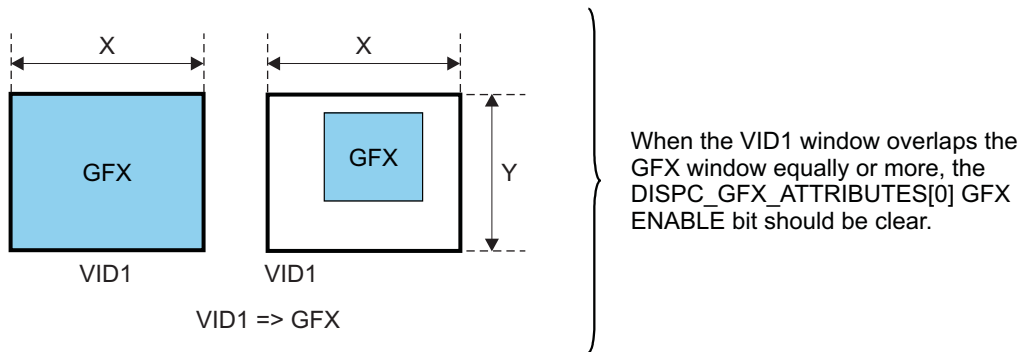 X
X
GFX
GFX
Y
VID1
VID1
VID1 => GFX
When the VID1 window overlaps the
GFX window equally or more, the
DISPC_GFX_ATTRIBUTES[0] GFX
ENABLE bit should be clear.